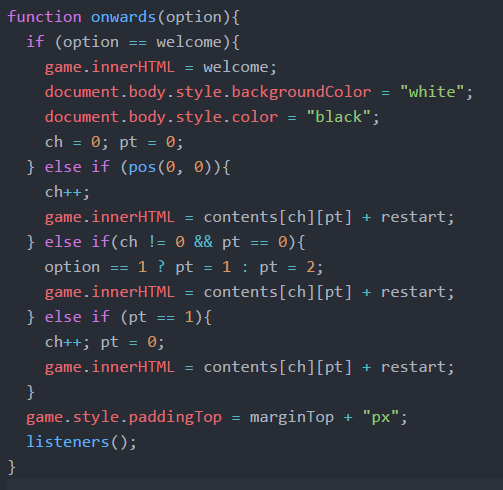 function onwards(option){
  if (option == welcome){
    game.innerHTML = welcome;
    document.body.style.backgroundColor = "white";
    document.body.style.color = "black";
    ch = 0; pt = 0;
  } else if (pos(0, 0)){
    ch++;
    game.innerHTML = contents[ch][pt] + restart;
  } else if(ch != 0 && pt == 0){
    option == 1 ? pt = 1 : pt = 2;
    game.innerHTML = contents[ch][pt] + restart;
  } else if (pt == 1){
    ch++; pt = 0;
    game.innerHTML = contents[ch][pt] + restart;
  }
  game.style.paddingTop = marginTop + "px";
  listeners();
}